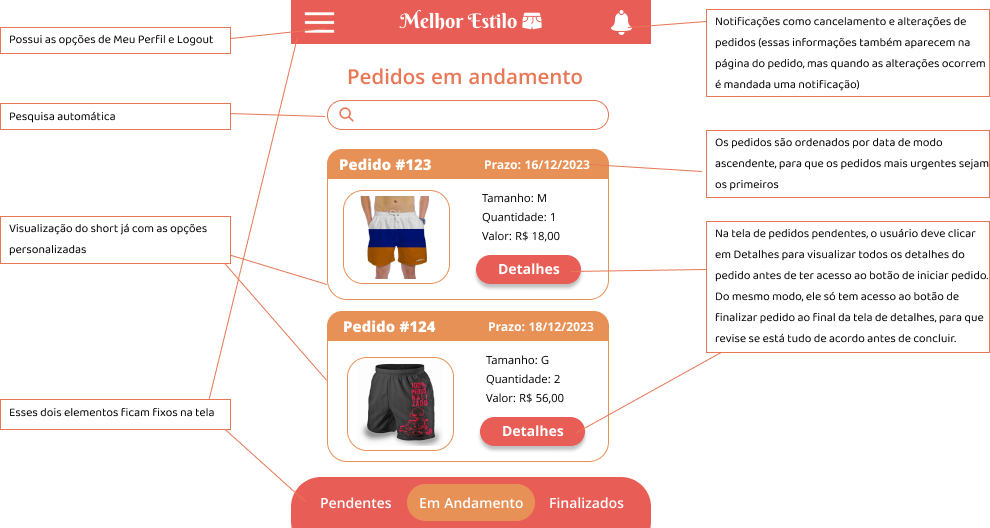 Melhor Estilo
Possui as opções de Meu Perfil e Logout
Notificações como cancelamento e alterações de
pedidos (essas informações também aparecem na
página do pedido, mas quando as alterações ocorrem
é mandada uma notificação)
Pedidos em andamento
Pesquisa automática
Os pedidos são ordenados por data de modo
ascendente, para que os pedidos mais urgentes sejam
os primeiros
Pedido #123
Prazo: 16/12/2023
Tamanho: M
Quantidade: 1
Valor: R$ 18,00
Detalhes
Visualização do short já com as opções
personalizadas
Na tela de pedidos pendentes, o usuário deve clicar
em Detalhes para visualizar todos os detalhes do
pedido antes de ter acesso ao botão de iniciar pedido.
Do mesmo modo, ele só tem acesso ao botão de
finalizar pedido ao final da tela de detalhes, para que
revise se está tudo de acordo antes de concluir.
Pedido #124
Prazo: 18/12/2023
Tamanho: G
Quantidade: 2
Valor: R$ 56,00
Detalhes
Esses dois elementos ficam fixos na tela
Pendentes
Em Andamento
Finalizados